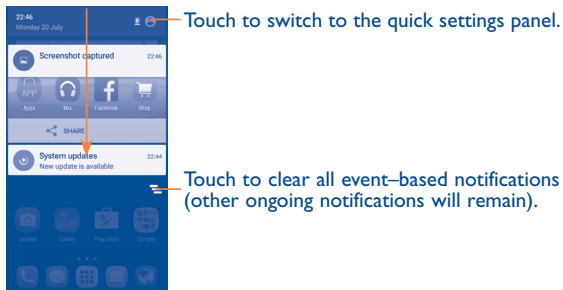 22:46
Monday 20 July
Touch to switch to the quick settings panel.
Screenshot captured 22:46
APP
Apps Mix Facebook Shop
SHARE
System updates 22:44
New update is available
Touch to clear all event–based notifications
(other ongoing notifications will remain).
Camera Gallery Play Store Google